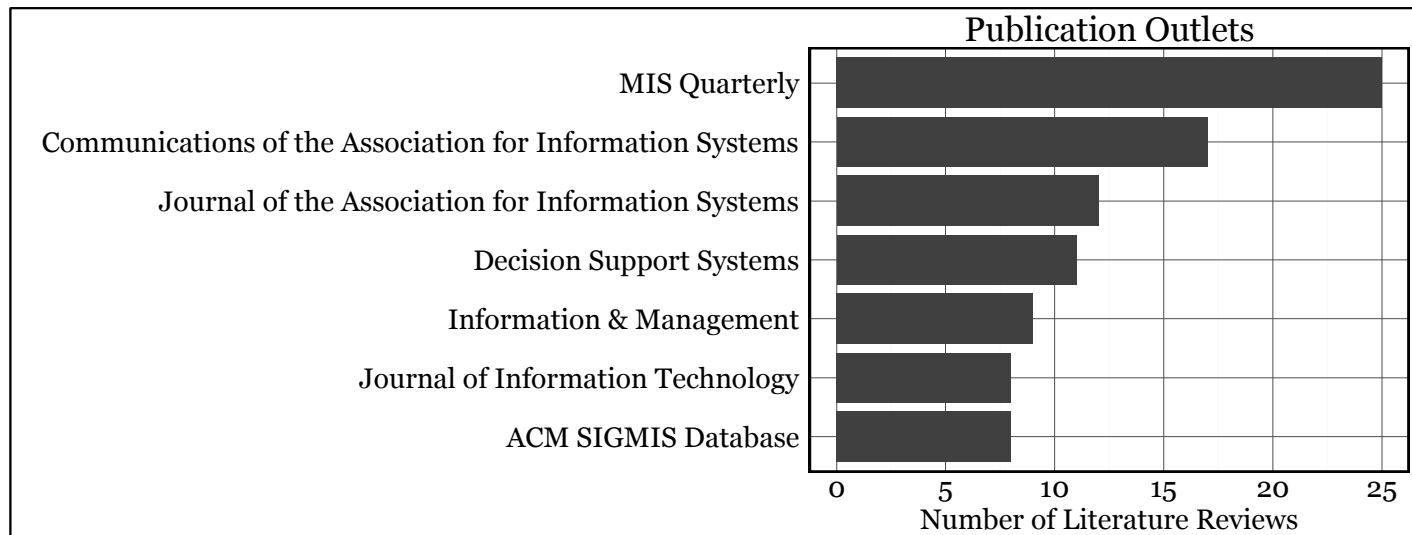 Publication Outlets
MIS Quarterly
Communications of the Association for Information Systems
Journal of the Association for Information Systems
Decision Support Systems
Information & Management
Journal of Information Technology
ACM SIGMIS Database
0 5 10 15 20 25
Number of Literature Reviews